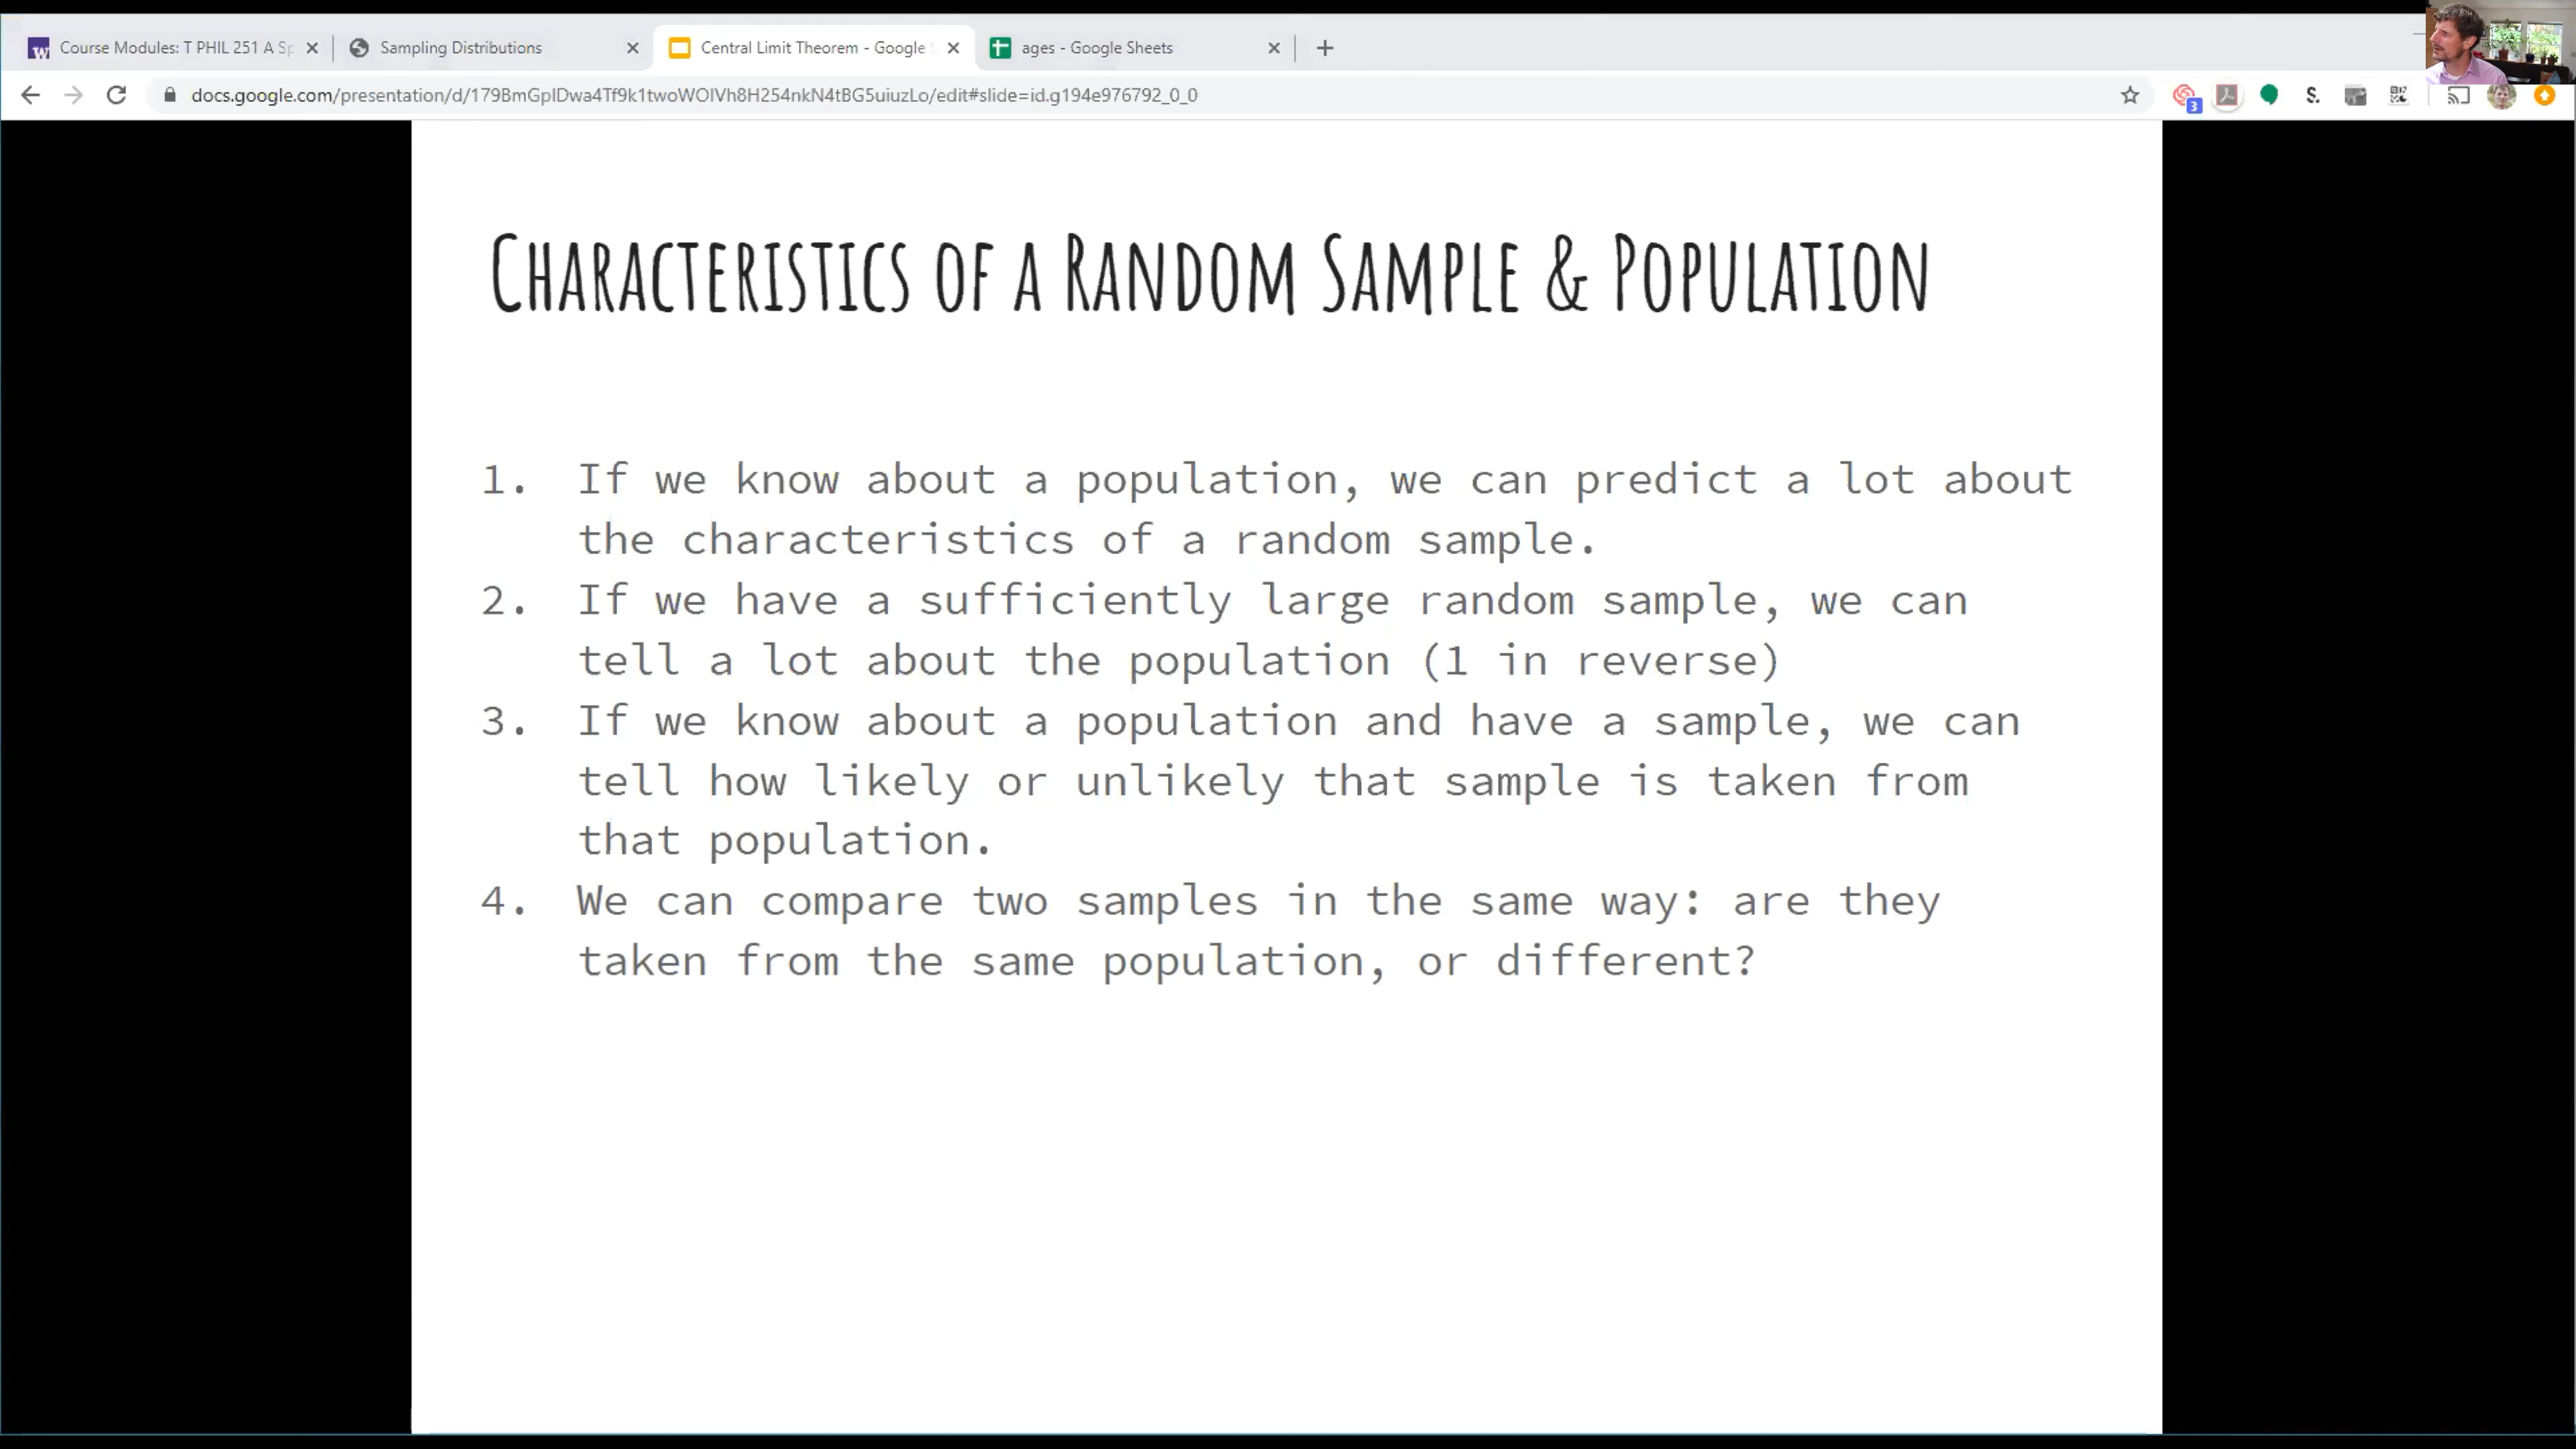 Course Modules: T PHIL 251 A Sp
Sampling Distributions
Central Limit Theorem - Google S
ages - Google Sheets
docs.google.com/presentation/d/179BmGpIDwa4Tf9k1twoWOlVh8H254nkN4tBG5uiuzLo/edit#slide=id.g194e976792_0_0
3
S.
CHARACTERISTICS OF A RANDOM SAMPLE & POPULATION
1. If we know about a population, we can predict a lot about
the characteristics of a random sample.
2. If we have a sufficiently large random sample, we can
tell a lot about the population (1 in reverse)
3. If we know about a population and have a sample, we can
tell how likely or unlikely that sample is taken from
that population.
4. We can compare two samples in the same way: are they
taken from the same population, or different?